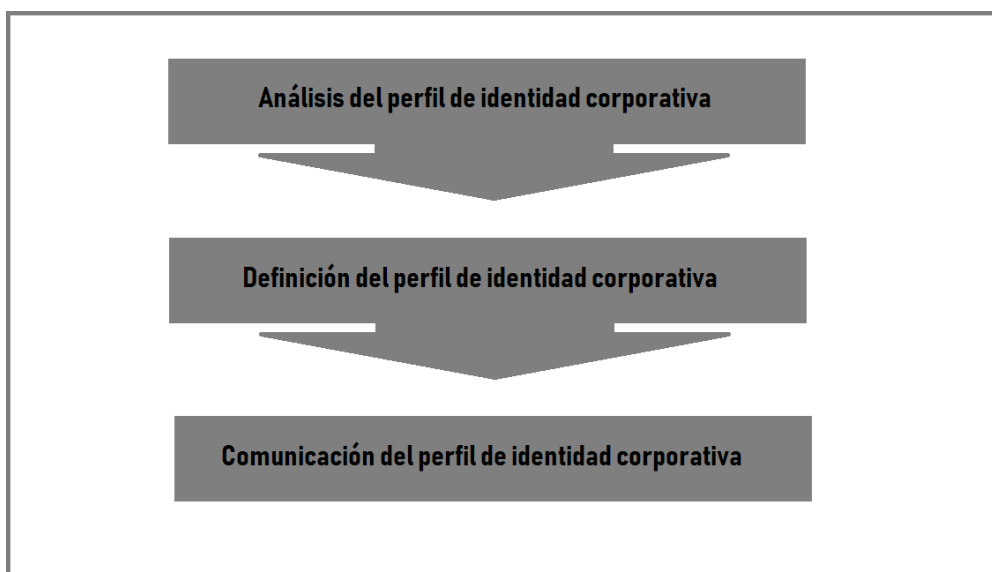 Análisis del perfil de identidad corporativa
Definición del perfil de identidad corporativa
Comunicación del perfil de identidad corporativa